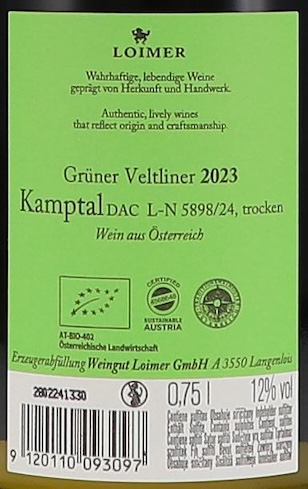 LOIMER
Wahrhaftige, lebendige Weine
geprägt von Herkunft und Handwerk.
Authentic, lively wines
that reflect origin and craftsmanship.
Grüner Veltliner 2023
Kamptal DAC L-N 5898/24, trocken
Wein aus Österreich
CERTIFIED
SUSTAINABLE
AUSTRIA
AT-BIO-402
Österreichische Landwirtschaft
Erzeugerabfüllung Weingut Loimer GmbH A 3550 Langenlois
2802241330
0,75 l
12% vol
9 120110 093097